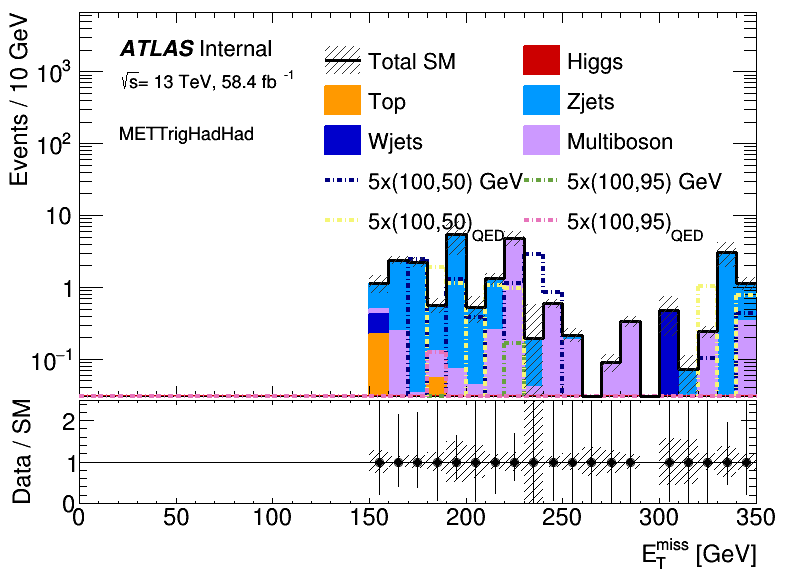 ATLAS Internal
√s= 13 TeV, 58.4 fb⁻¹
METTrigHadHad
Total SM
Higgs
Top
Zjets
Wjets
Multiboson
5x(100,50) GeV
5x(100,95) GeV
5x(100,50)QED
5x(100,95)QED
Events / 10 GeV
10³
10²
10
1
10⁻¹
Data / SM
2
1
0
0 50 100 150 200 250 300 350
E_T^miss [GeV]